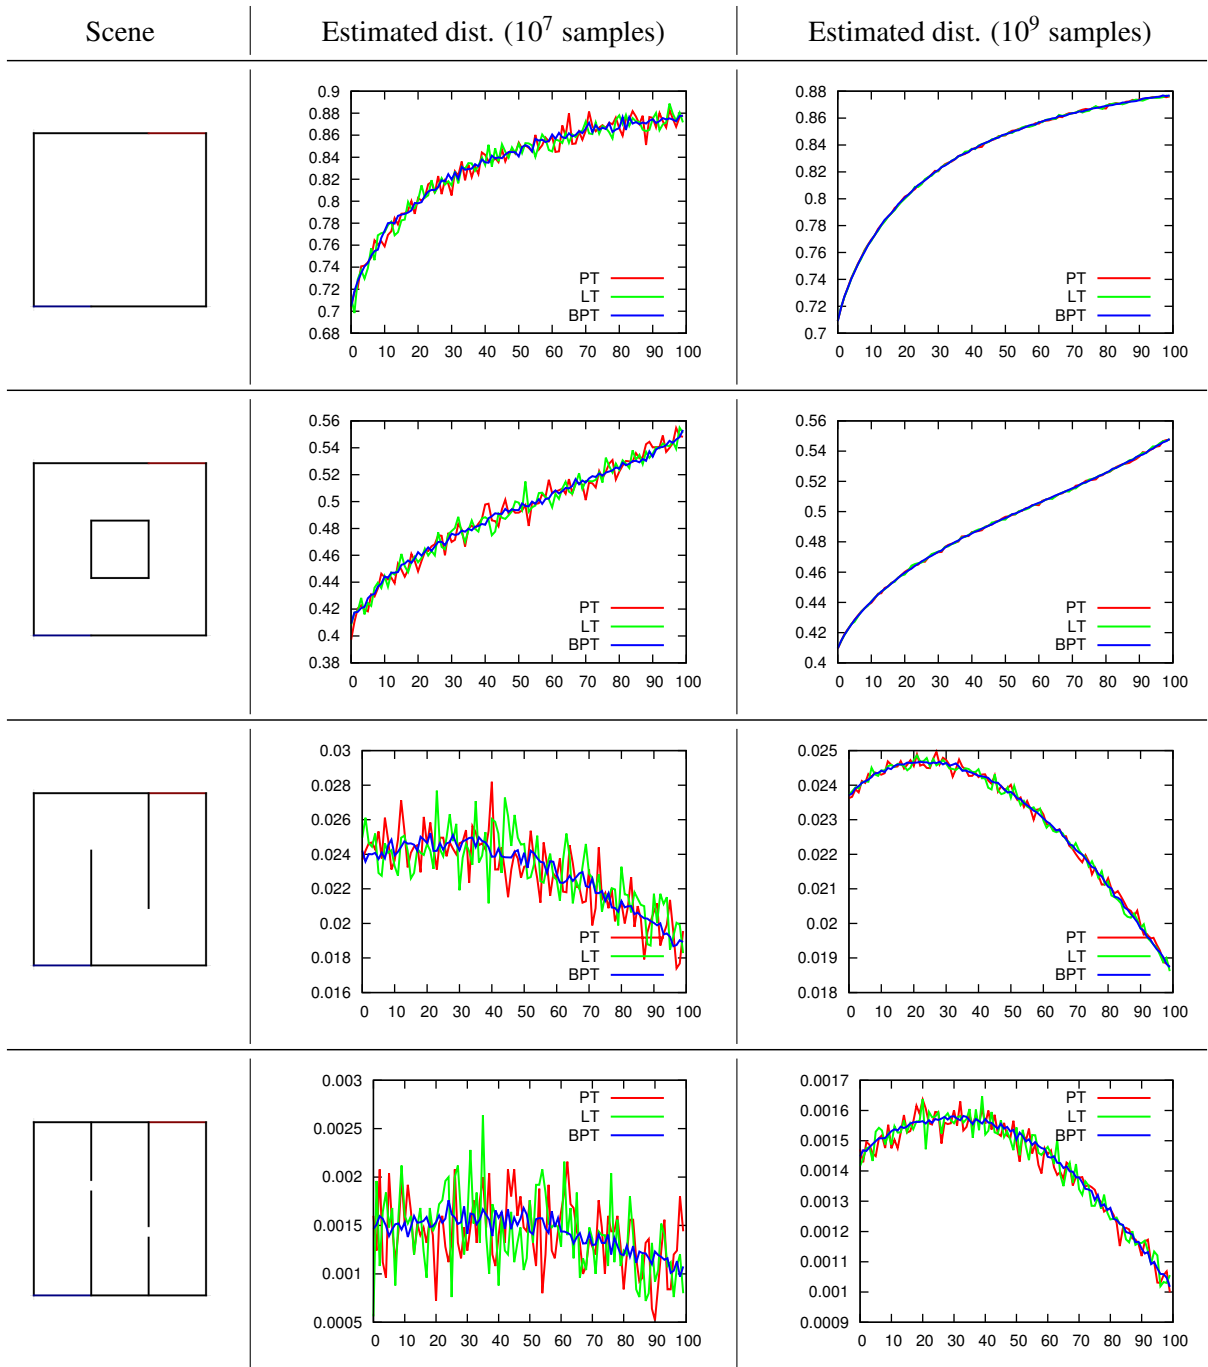 Scene Estimated dist. (10⁷ samples) Estimated dist. (10⁹ samples)
0.9
0.88
0.86
0.84
0.82
0.8
0.78
0.76
0.74
0.72
0.7
0.68
PT
LT
BPT
0 10 20 30 40 50 60 70 80 90 100
0.88
0.86
0.84
0.82
0.8
0.78
0.76
0.74
0.72
0.7
PT
LT
BPT
0 10 20 30 40 50 60 70 80 90 100
0.56
0.54
0.52
0.5
0.48
0.46
0.44
0.42
0.4
0.38
PT
LT
BPT
0 10 20 30 40 50 60 70 80 90 100
0.56
0.54
0.52
0.5
0.48
0.46
0.44
0.42
0.4
PT
LT
BPT
0 10 20 30 40 50 60 70 80 90 100
0.03
0.028
0.026
0.024
0.022
0.02
0.018
0.016
PT
LT
BPT
0 10 20 30 40 50 60 70 80 90 100
0.025
0.024
0.023
0.022
0.021
0.02
0.019
0.018
PT
LT
BPT
0 10 20 30 40 50 60 70 80 90 100
0.003
0.0025
0.002
0.0015
0.001
0.0005
PT
LT
BPT
0 10 20 30 40 50 60 70 80 90 100
0.0017
0.0016
0.0015
0.0014
0.0013
0.0012
0.0011
0.001
0.0009
PT
LT
BPT
0 10 20 30 40 50 60 70 80 90 100